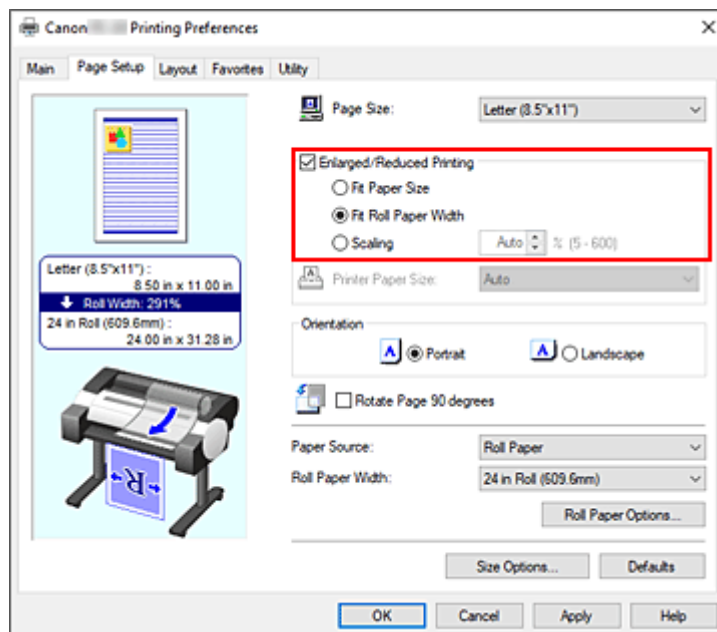 Canon Printing Preferences
Main Page Setup Layout Favorites Utility
Page Size: Letter (8.5"x11")
Enlarged/Reduced Printing
Fit Paper Size
Fit Roll Paper Width
Scaling Auto % (5 - 600)
Letter (8.5"x11") :
8.50 in x 11.00 in
Roll Width: 291%
24 in Roll (609.6mm) :
24.00 in x 31.28 in
Printer Paper Size: Auto
Orientation
A Portrait A Landscape
Rotate Page 90 degrees
R
Paper Source: Roll Paper
Roll Paper Width: 24 in Roll (609.6mm)
Roll Paper Options...
Size Options... Defaults
OK Cancel Apply Help